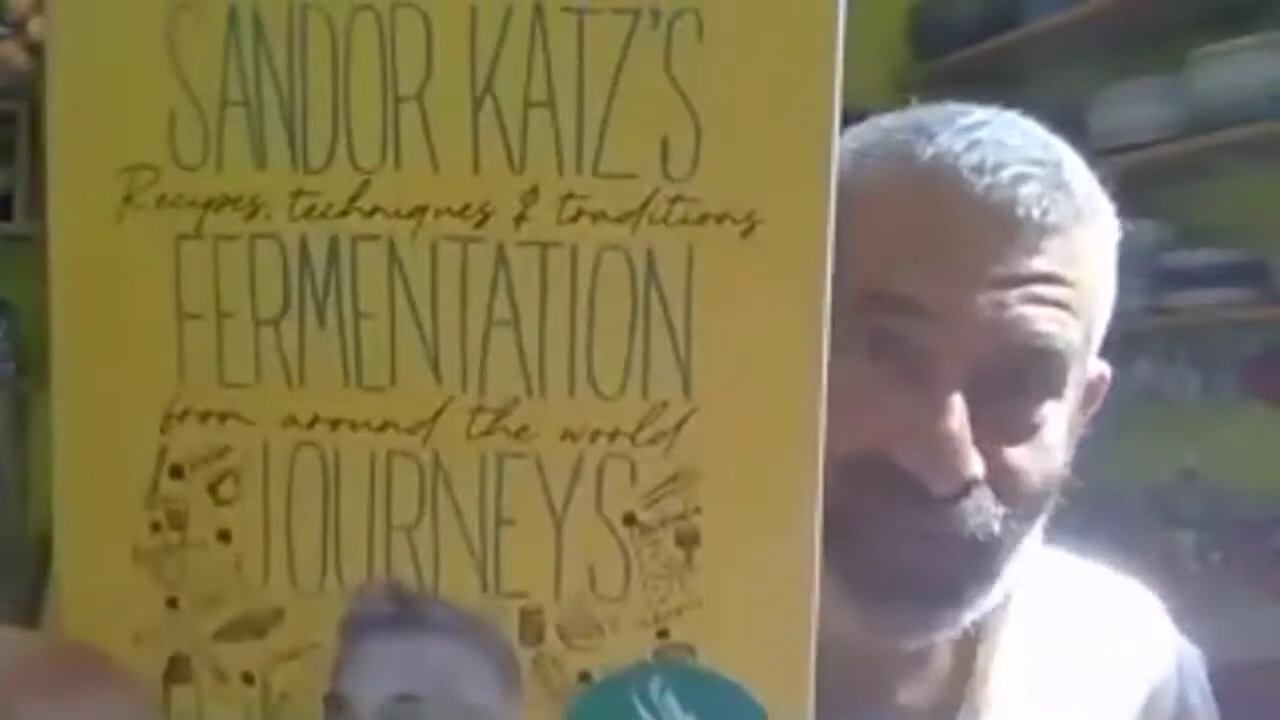 SANDOR KATZ'S
Recipes, techniques & traditions
FERMENTATION
from around the world
JOURNEYS